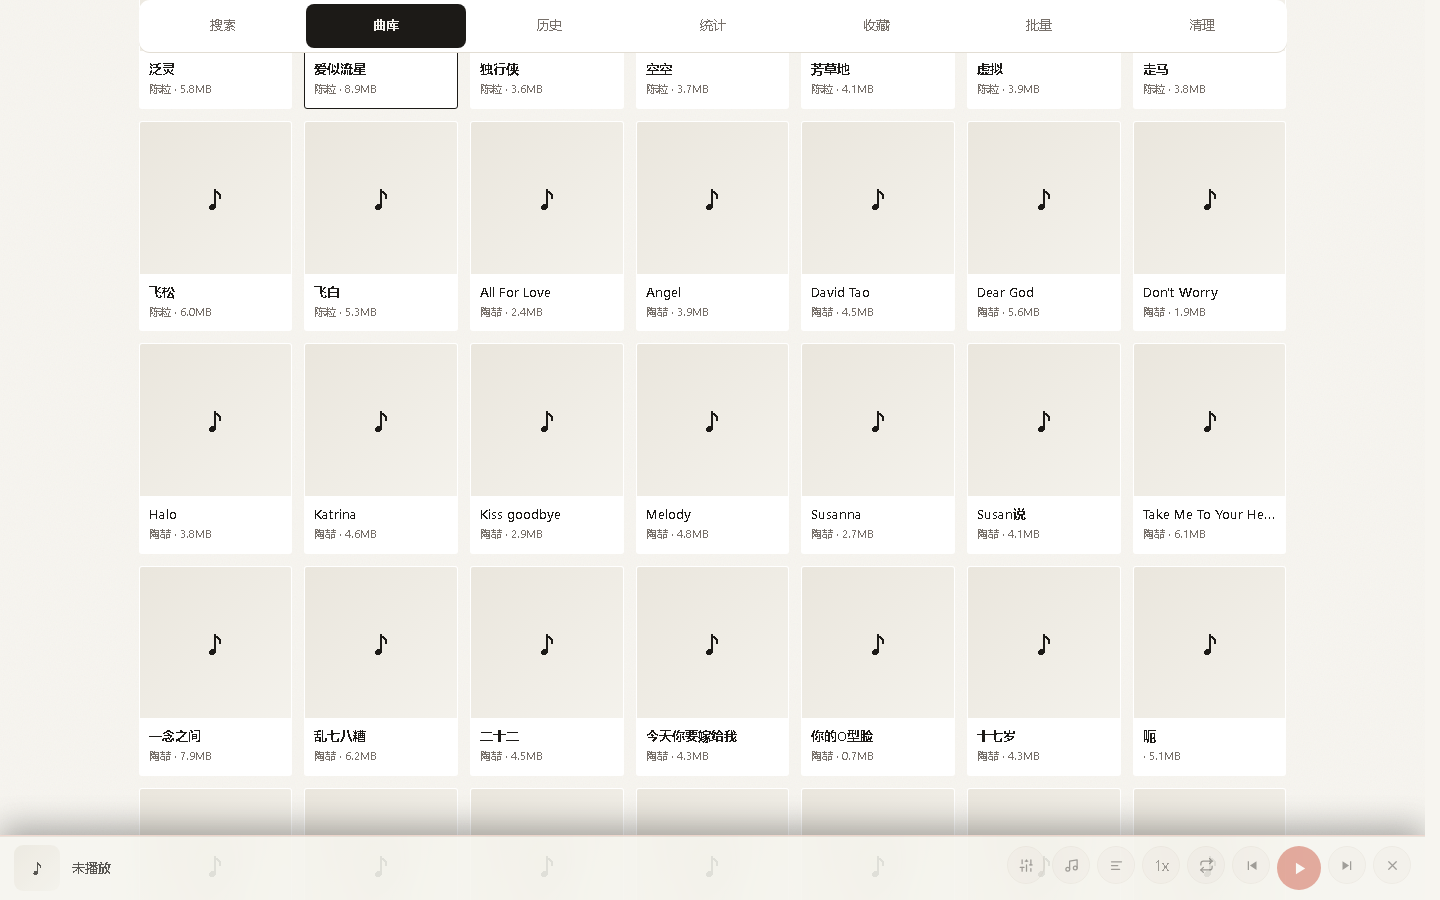 搜索
曲库
历史
统计
收藏
批量
清理
泛灵
陈粒 · 5.8MB
爱似流星
陈粒 · 8.9MB
独行侠
陈粒 · 3.6MB
空空
陈粒 · 3.7MB
芳草地
陈粒 · 4.1MB
虚拟
陈粒 · 3.9MB
走马
陈粒 · 3.8MB
飞松
陈粒 · 6.0MB
飞白
陈粒 · 5.3MB
All For Love
陶喆 · 2.4MB
Angel
陶喆 · 3.9MB
David Tao
陶喆 · 4.5MB
Dear God
陶喆 · 5.6MB
Don't Worry
陶喆 · 1.9MB
Halo
陶喆 · 3.8MB
Katrina
陶喆 · 4.6MB
Kiss goodbye
陶喆 · 2.9MB
Melody
陶喆 · 4.8MB
Susanna
陶喆 · 2.7MB
Susan说
陶喆 · 4.1MB
Take Me To Your He...
陶喆 · 6.1MB
一念之间
陶喆 · 7.9MB
乱七八糟
陶喆 · 6.2MB
二十二
陶喆 · 4.5MB
今天你要嫁给我
陶喆 · 4.3MB
你的○型脸
陶喆 · 0.7MB
十七岁
陶喆 · 4.3MB
呃
· 5.1MB
未播放
1x